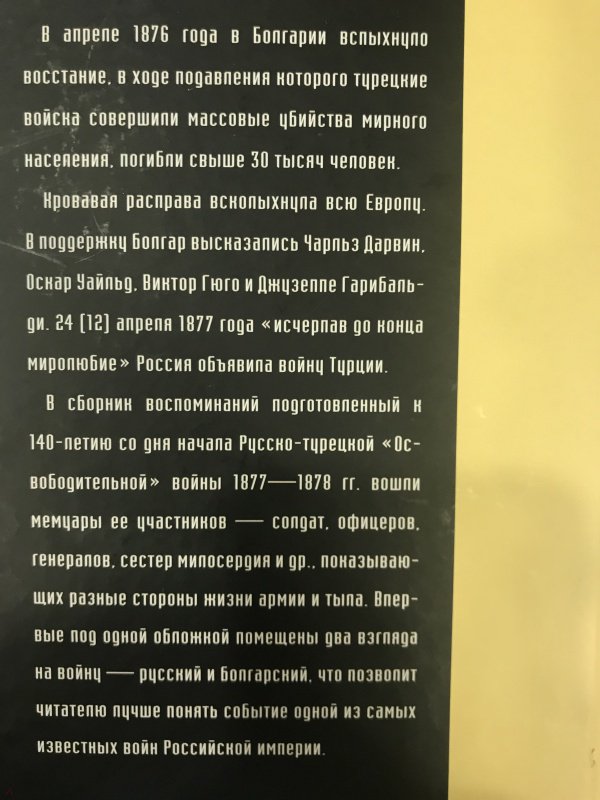 В апреле 1876 года в Болгарии вспыхнуло
восстание, в ходе подавления которого турецкие
войска совершили массовые убийства мирного
населения, погибли свыше 30 тысяч человек.
Кровавая расправа всколыхнула всю Европу.
В поддержку Болгар высказались Чарльз Дарвин,
Оскар Уайльд, Виктор Гюго и Джузеппе Гарибаль-
ди. 24 (12) апреля 1877 года «исчерпав до конца
миролюбие» Россия объявила войну Турции.
В сборник воспоминаний подготовленный к
140-летию со дня начала Русско-турецкой «Ос-
вободительной» войны 1877—1878 гг. вошли
мемуары ее участников — солдат, офицеров,
генералов, сестер милосердия и др., показываю-
щих разные стороны жизни армии и тыла. Впер-
вые под одной обложкой помещены два взгляда
на войну — русский и болгарский, что позволит
читателю лучше понять событие одной из самых
известных войн Российской империи.